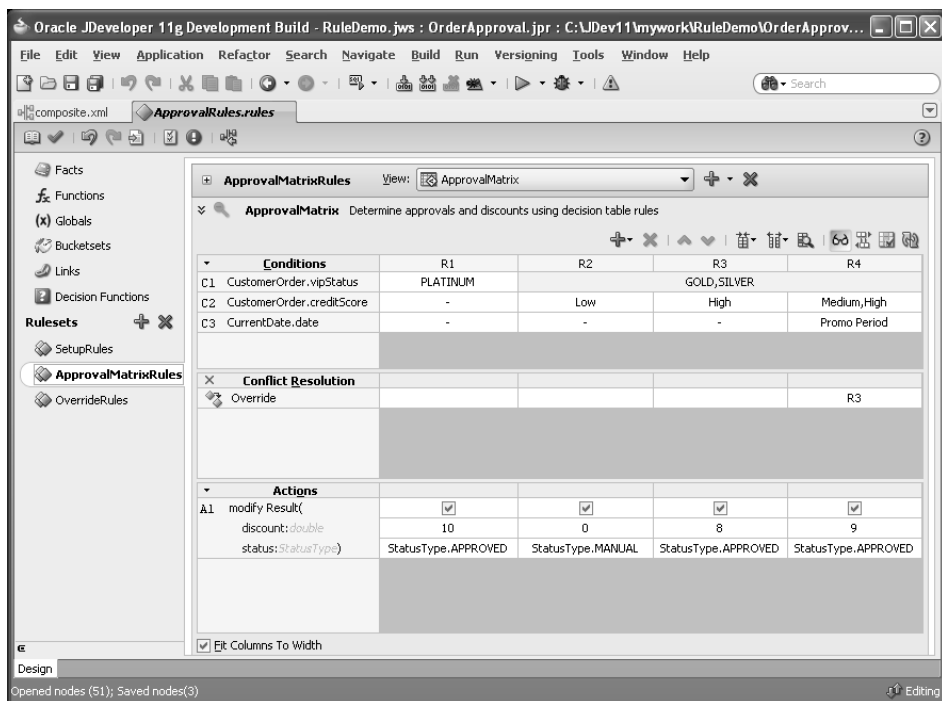 Oracle JDeveloper 11g Development Build - RuleDemo.jws : OrderApproval.jpr : C:\JDev11\mywork\RuleDemo\OrderApprov...
File Edit View Application Refactor Search Navigate Build Run Versioning Tools Window Help
Search
composite.xml ApprovalRules.rules
Facts
Functions
(x) Globals
Bucketsets
Links
Decision Functions
Rulesets
SetupRules
ApprovalMatrixRules
OverrideRules
ApprovalMatrixRules View: ApprovalMatrix
ApprovalMatrix Determine approvals and discounts using decision table rules
Conditions R1 R2 R3 R4
C1 CustomerOrder.vipStatus PLATINUM GOLD,SILVER
C2 CustomerOrder.creditScore - Low High Medium,High
C3 CurrentDate.date - - - Promo Period
Conflict Resolution
Override R3
Actions
A1 modify Result(
discount:double 10 0 8 9
status:StatusType) StatusType.APPROVED StatusType.MANUAL StatusType.APPROVED StatusType.APPROVED
Fit Columns To Width
Design
Opened nodes (51); Saved nodes(3) Editing